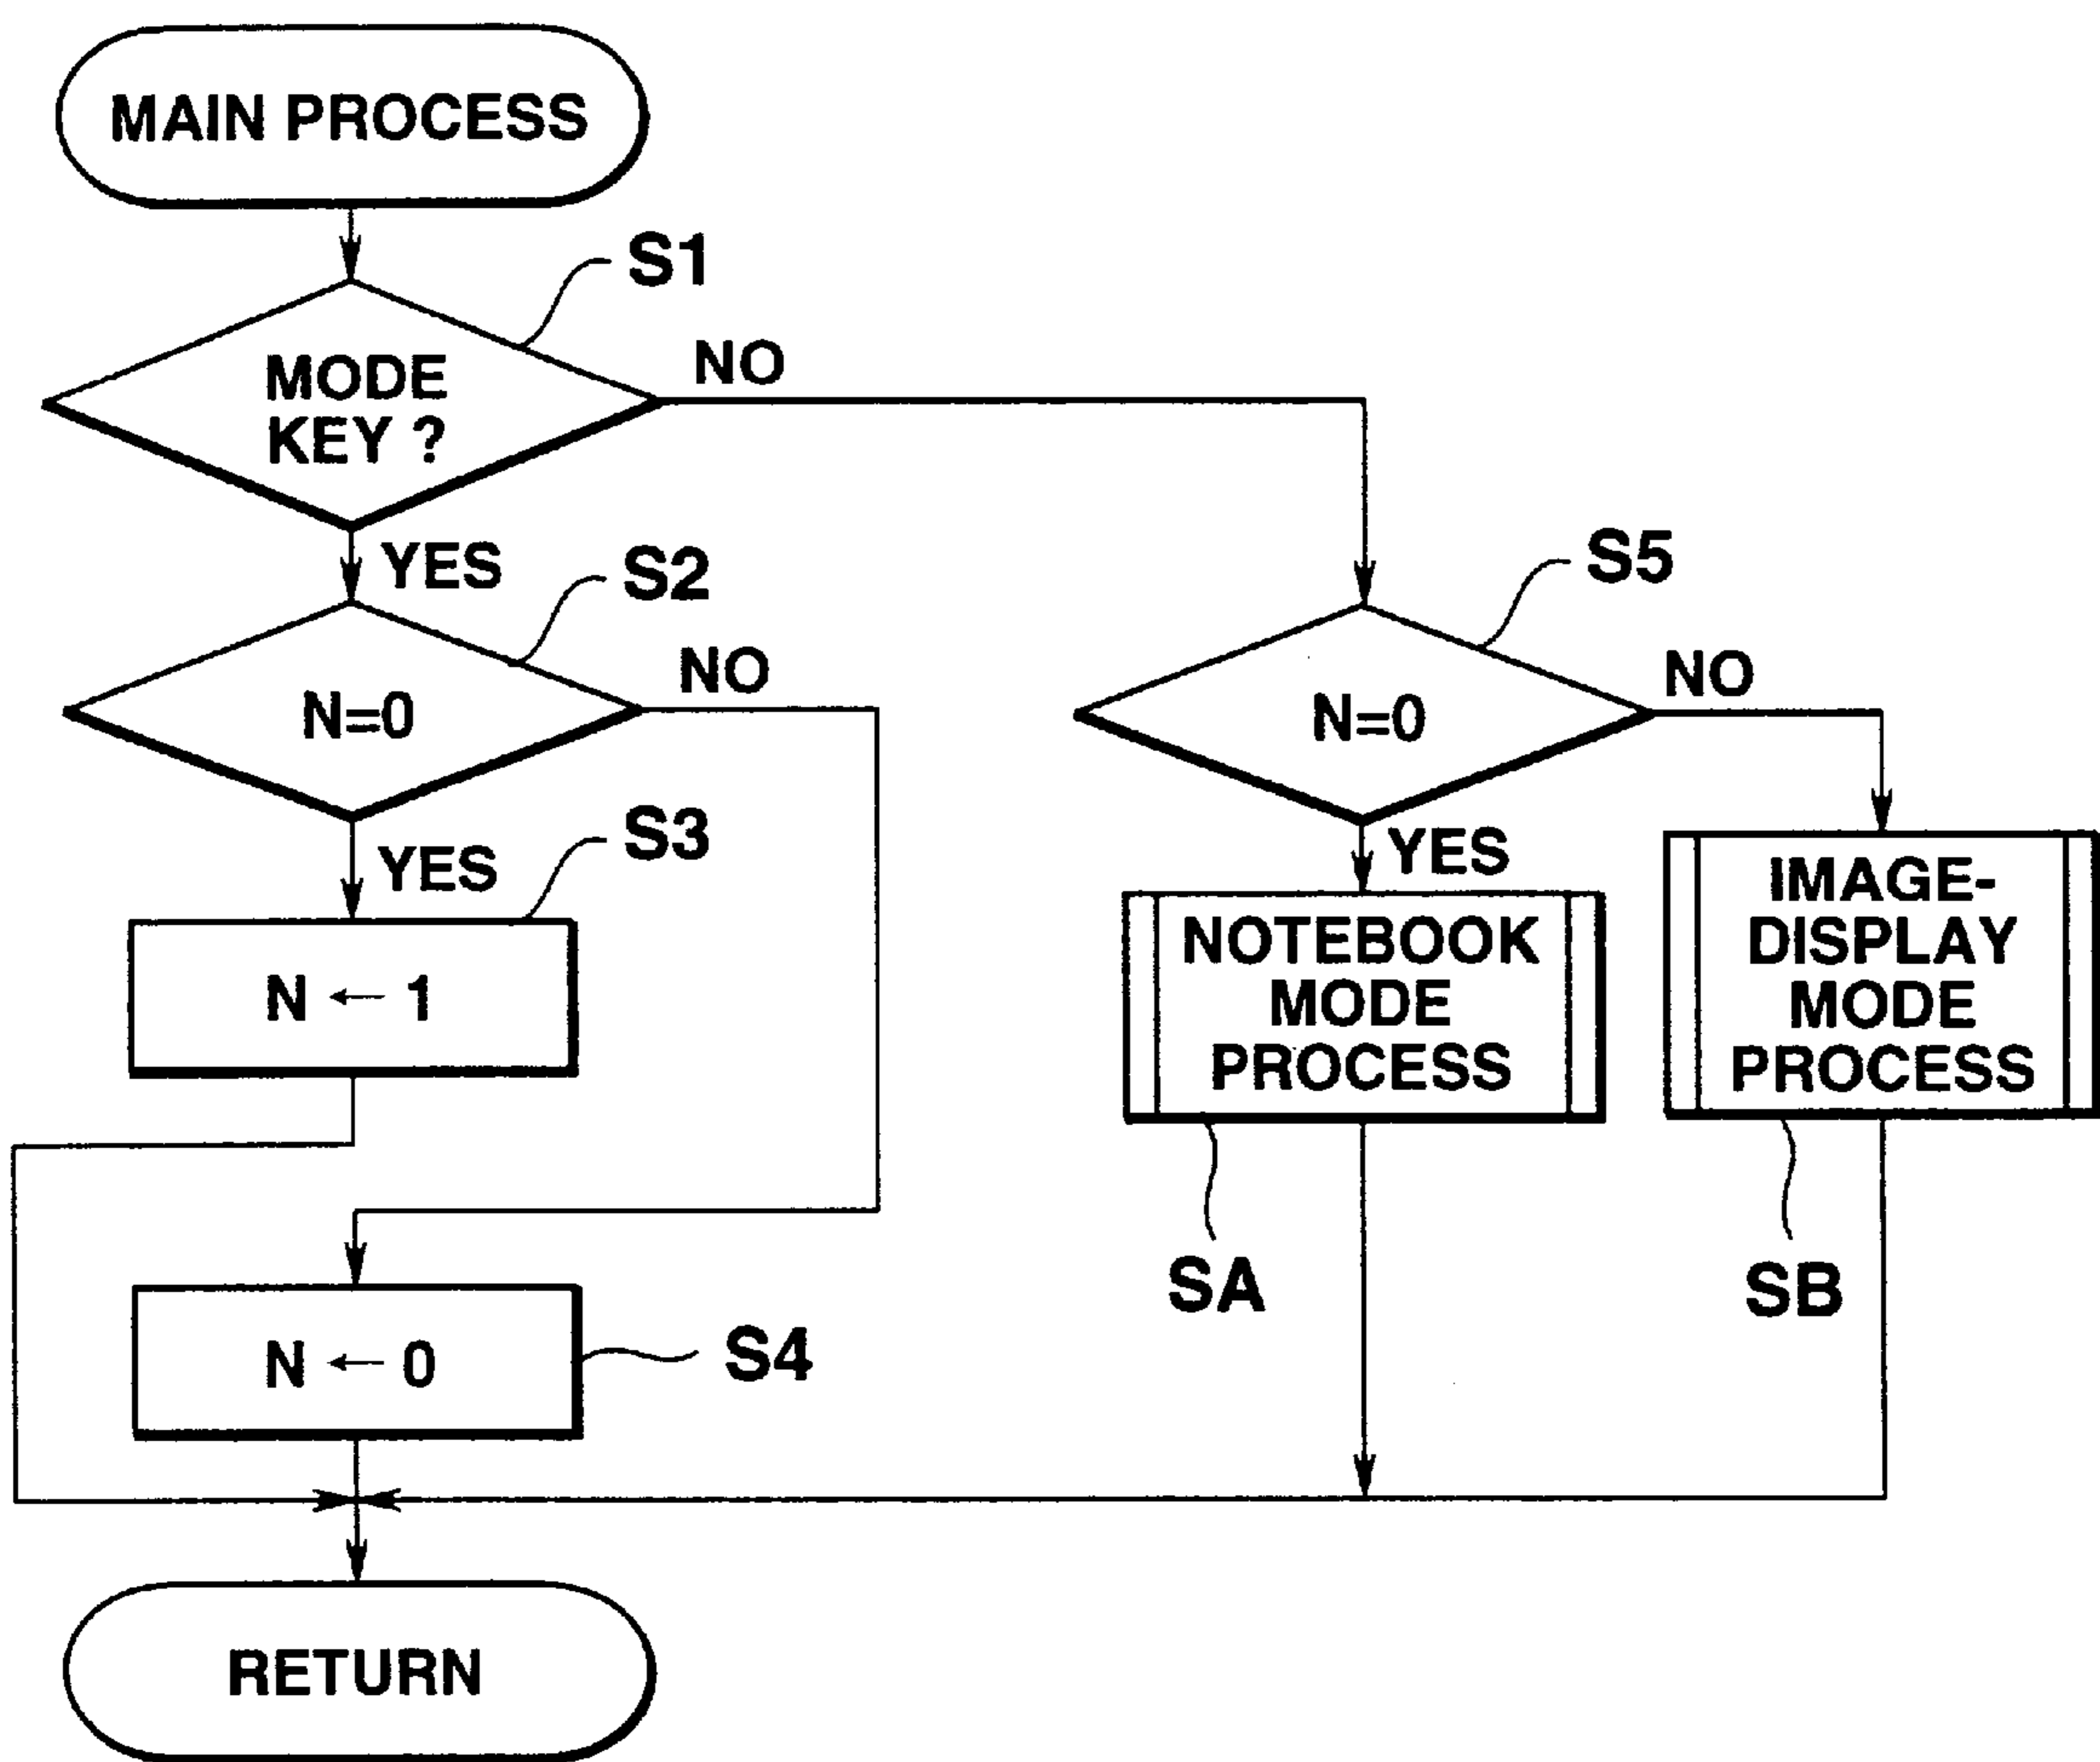 MAIN PROCESS
S1
MODE
KEY ?
NO
YES
S2
N=0
NO
YES
S3
N ← 1
N ← 0
S4
S5
N=0
NO
YES
NOTEBOOK
MODE
PROCESS
SA
IMAGE-
DISPLAY
MODE
PROCESS
SB
RETURN